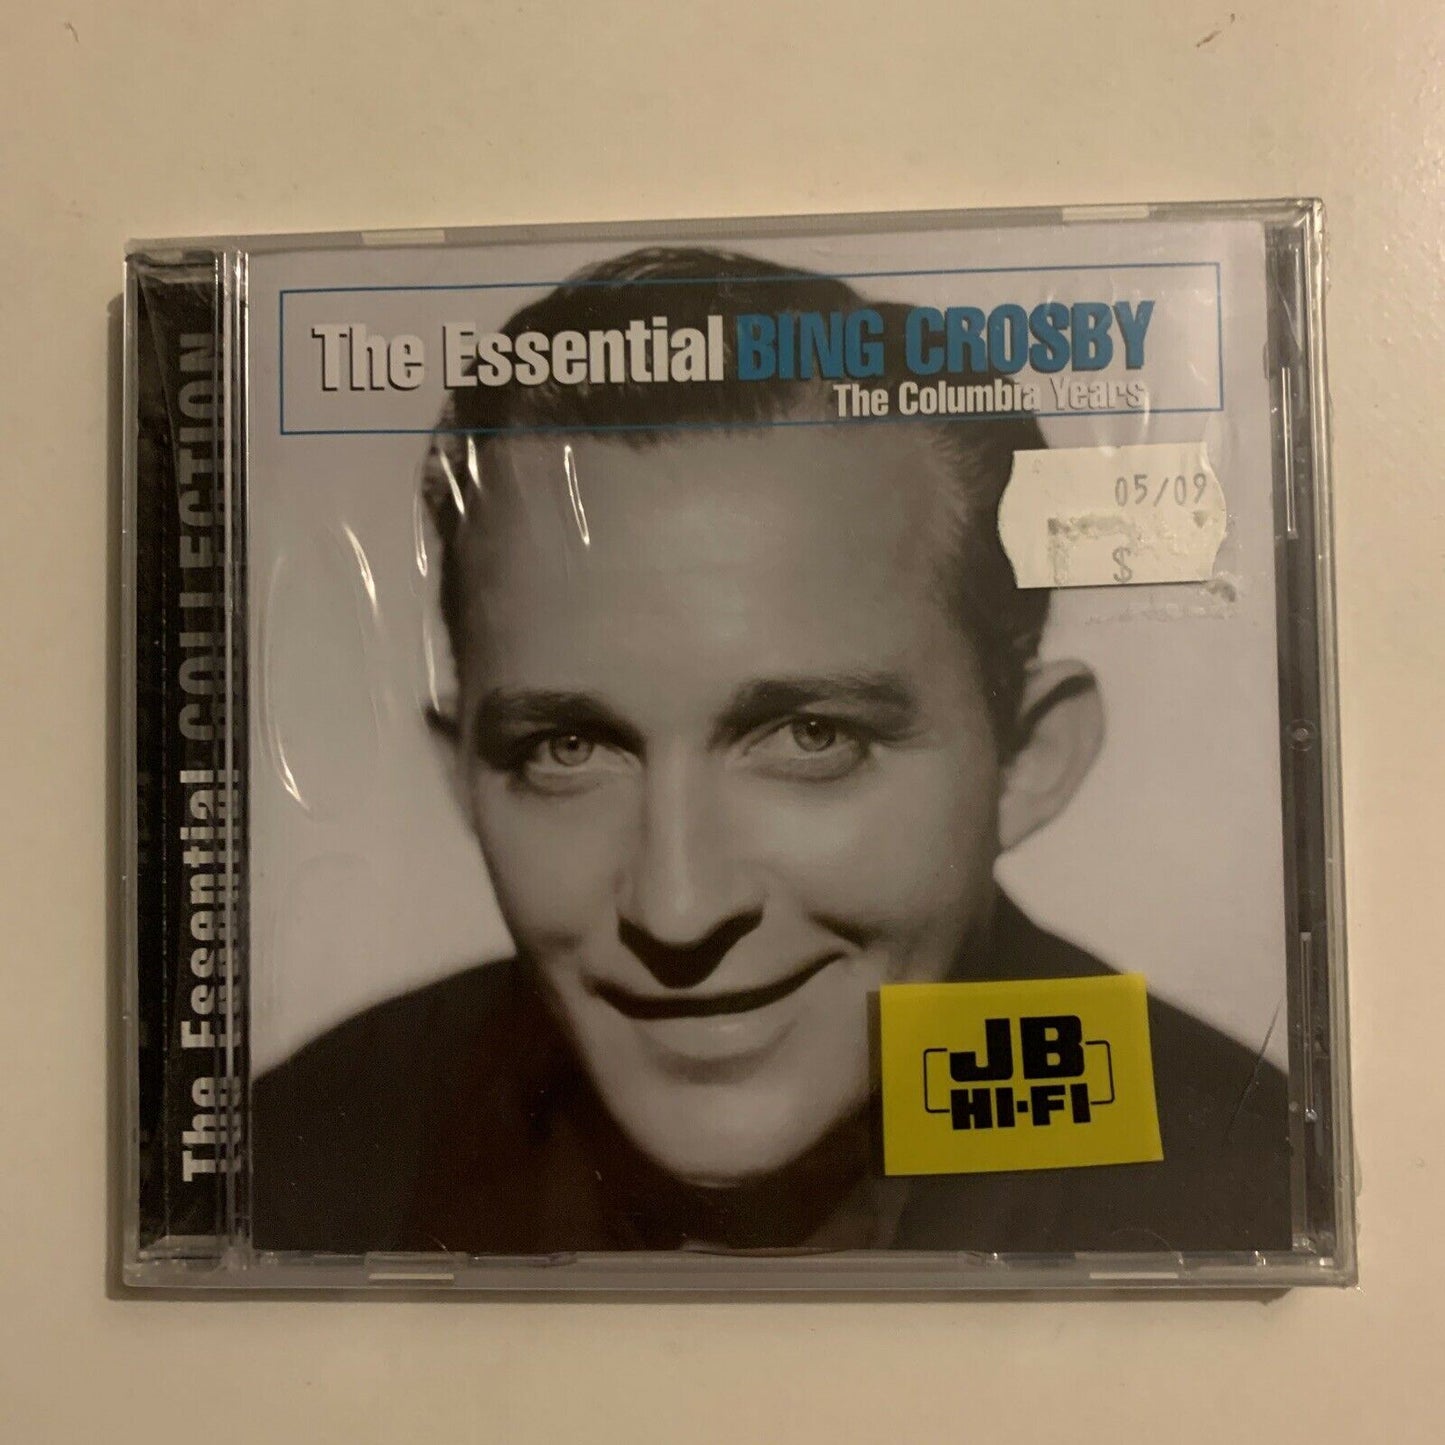 The Essential BING CROSBY
The Columbia Years
05/09
$
The Essential COLLECTION
JB
HI-FI